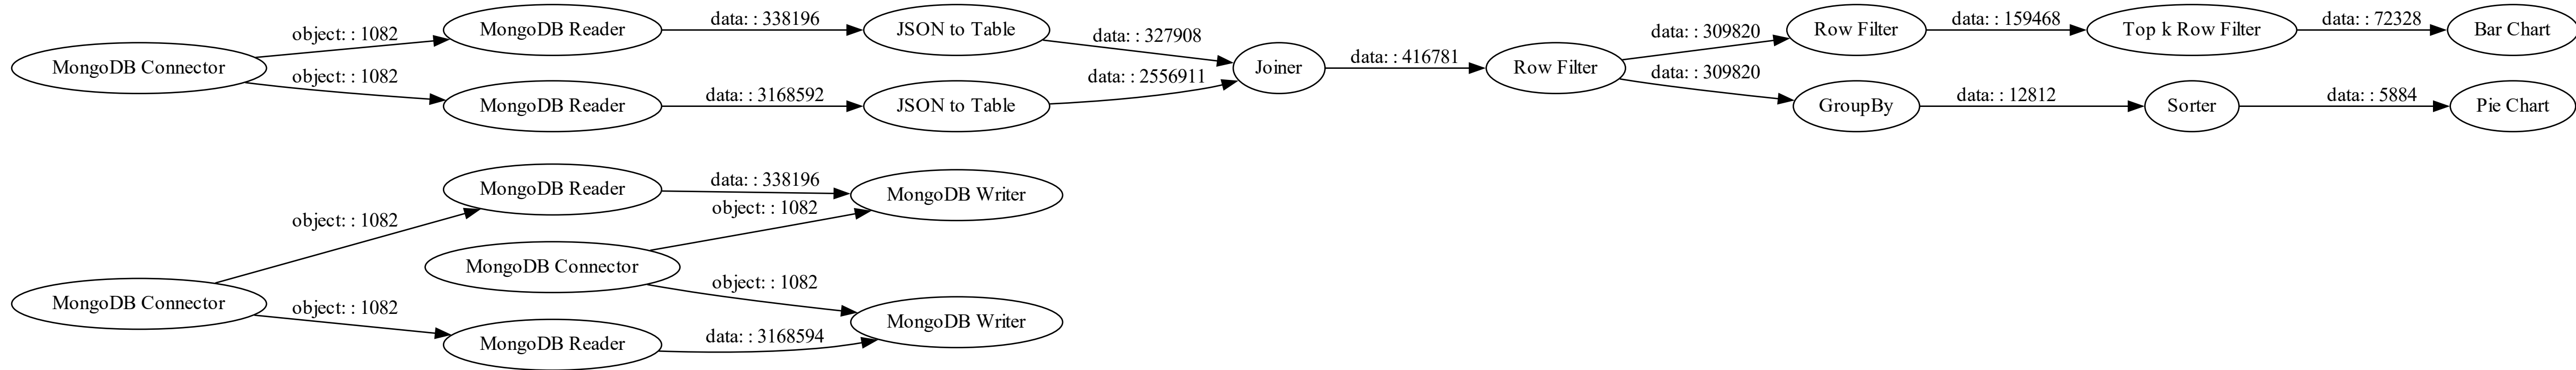 MongoDB Connector
object: : 1082
object: : 1082
MongoDB Reader
MongoDB Reader
data: : 338196
data: : 3168592
JSON to Table
JSON to Table
data: : 327908
data: : 2556911
Joiner
data: : 416781
Row Filter
data: : 309820
data: : 309820
Row Filter
GroupBy
data: : 159468
data: : 12812
Top k Row Filter
Sorter
data: : 72328
data: : 5884
Bar Chart
Pie Chart
MongoDB Connector
object: : 1082
object: : 1082
MongoDB Reader
MongoDB Connector
MongoDB Reader
data: : 338196
object: : 1082
object: : 1082
data: : 3168594
MongoDB Writer
MongoDB Writer